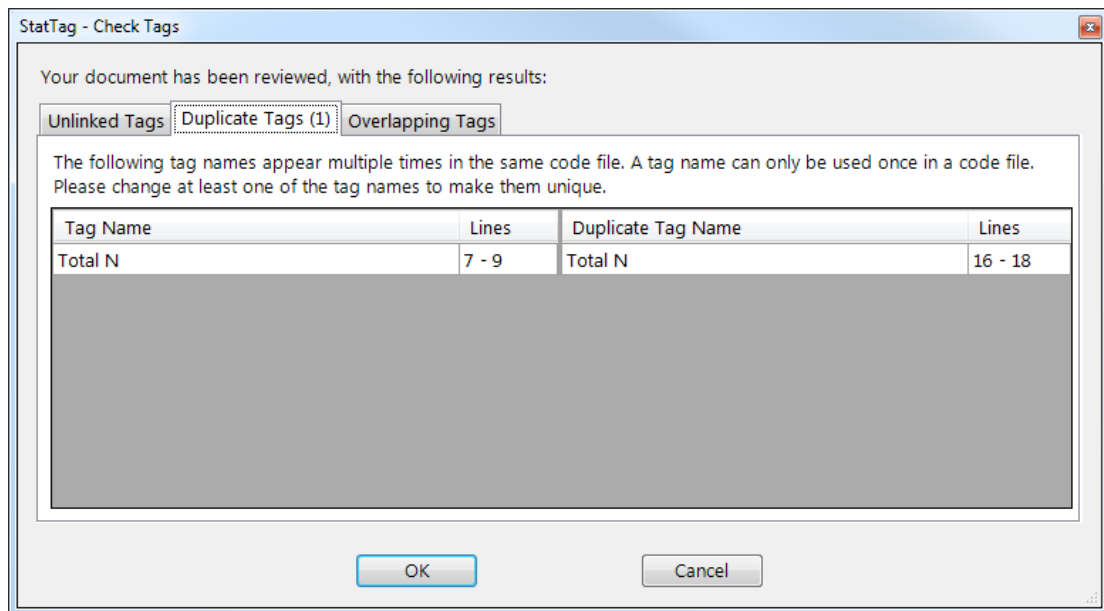 StatTag - Check Tags
Your document has been reviewed, with the following results:
Unlinked Tags Duplicate Tags (1) Overlapping Tags
The following tag names appear multiple times in the same code file. A tag name can only be used once in a code file.
Please change at least one of the tag names to make them unique.
Tag Name Lines Duplicate Tag Name Lines
Total N 7 - 9 Total N 16 - 18
OK Cancel